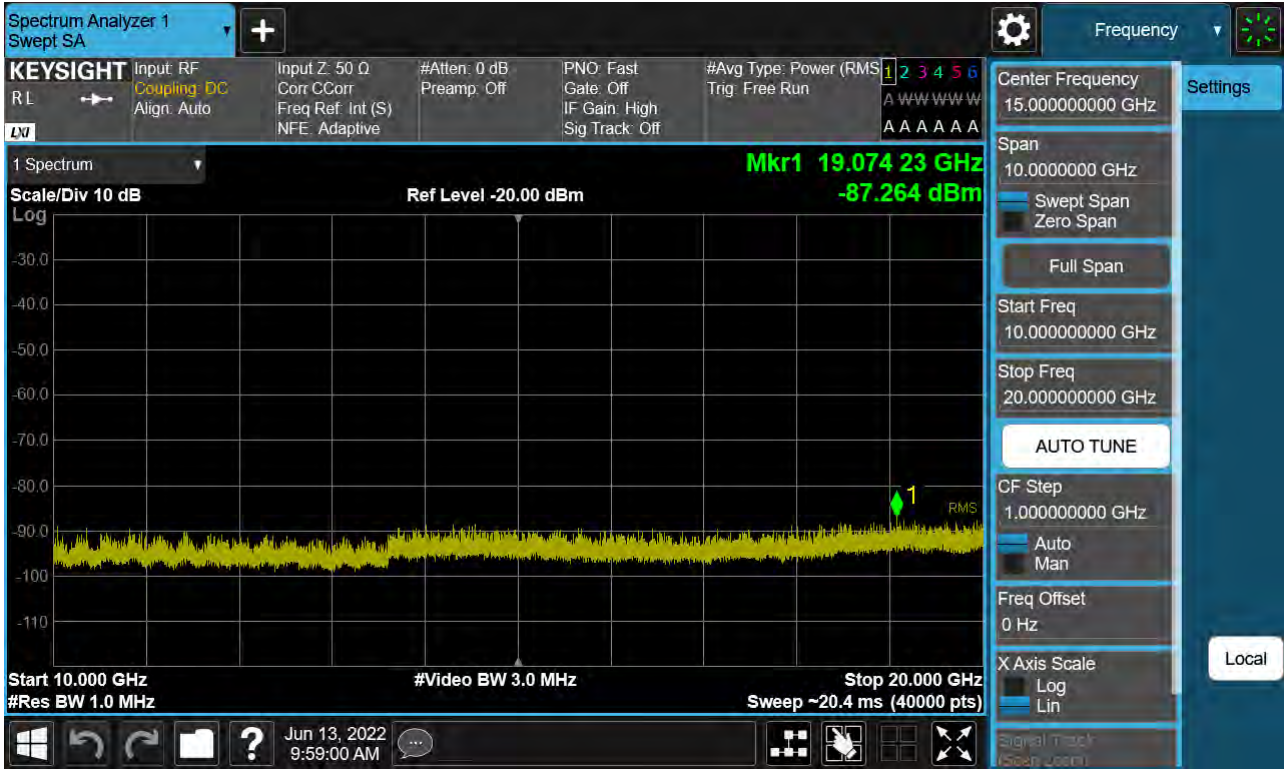 Spectrum Analyzer 1
Swept SA
Frequency
KEYSIGHT
R L
LXI
Input: RF
Coupling: DC
Align: Auto
Input Z: 50 Ω
Corr CCorr
Freq Ref: Int (S)
NFE: Adaptive
#Atten: 0 dB
Preamp: Off
PNO: Fast
Gate: Off
IF Gain: High
Sig Track: Off
#Avg Type: Power (RMS
Trig: Free Run
1 2 3 4 5 6
A W W W W W
A A A A A A
1 Spectrum
Mkr1 19.074 23 GHz
-87.264 dBm
Scale/Div 10 dB
Ref Level -20.00 dBm
Log
-30.0
-40.0
-50.0
-60.0
-70.0
-80.0
-90.0
-100
-110
1
RMS
Start 10.000 GHz
#Video BW 3.0 MHz
Stop 20.000 GHz
#Res BW 1.0 MHz
Sweep ~20.4 ms (40000 pts)
Center Frequency
15.000000000 GHz
Span
10.0000000 GHz
Swept Span
Zero Span
Full Span
Start Freq
10.000000000 GHz
Stop Freq
20.000000000 GHz
AUTO TUNE
CF Step
1.000000000 GHz
Auto
Man
Freq Offset
0 Hz
X Axis Scale
Log
Lin
Signal Track
(Span Zoom)
Settings
Local
?
Jun 13, 2022
9:59:00 AM